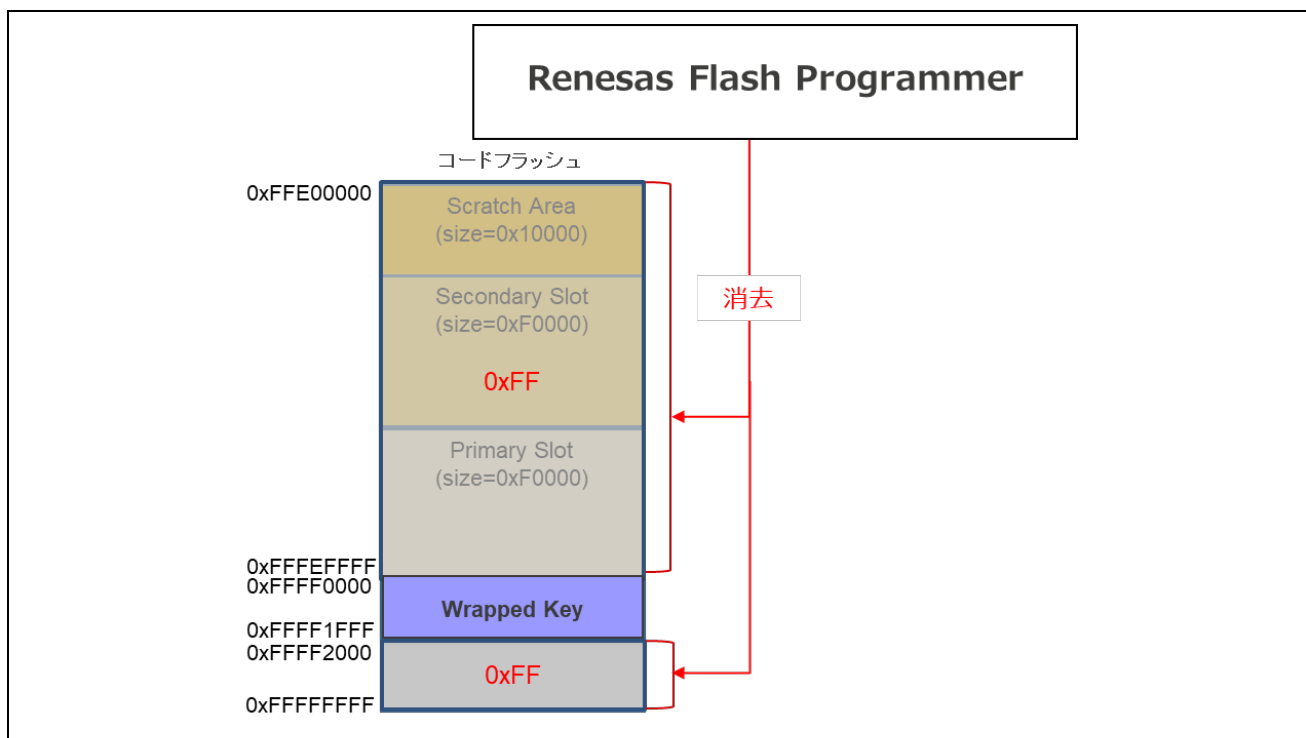 Renesas Flash Programmer
コードフラッシュ
0xFFE00000
Scratch Area
(size=0x10000)
消去
Secondary Slot
(size=0xF0000)
0xFF
Primary Slot
(size=0xF0000)
0xFFFEFFFF
0xFFFF0000
Wrapped Key
0xFFFF1FFF
0xFFFF2000
0xFF
0xFFFFFFFF